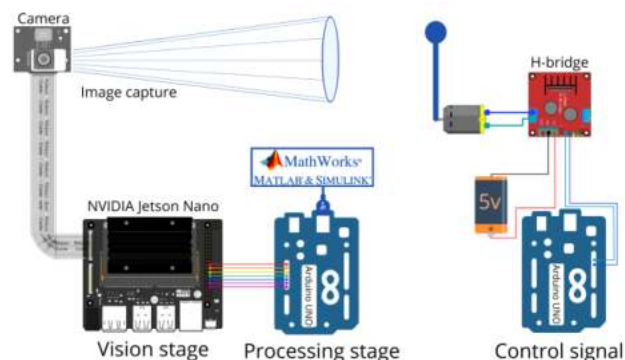 Camera
Image capture
H-bridge
MathWorks®
MATLAB & SIMULINK®
NVIDIA Jetson Nano
5v
Arduino UNO
Arduino UNO
Vision stage
Processing stage
Control signal